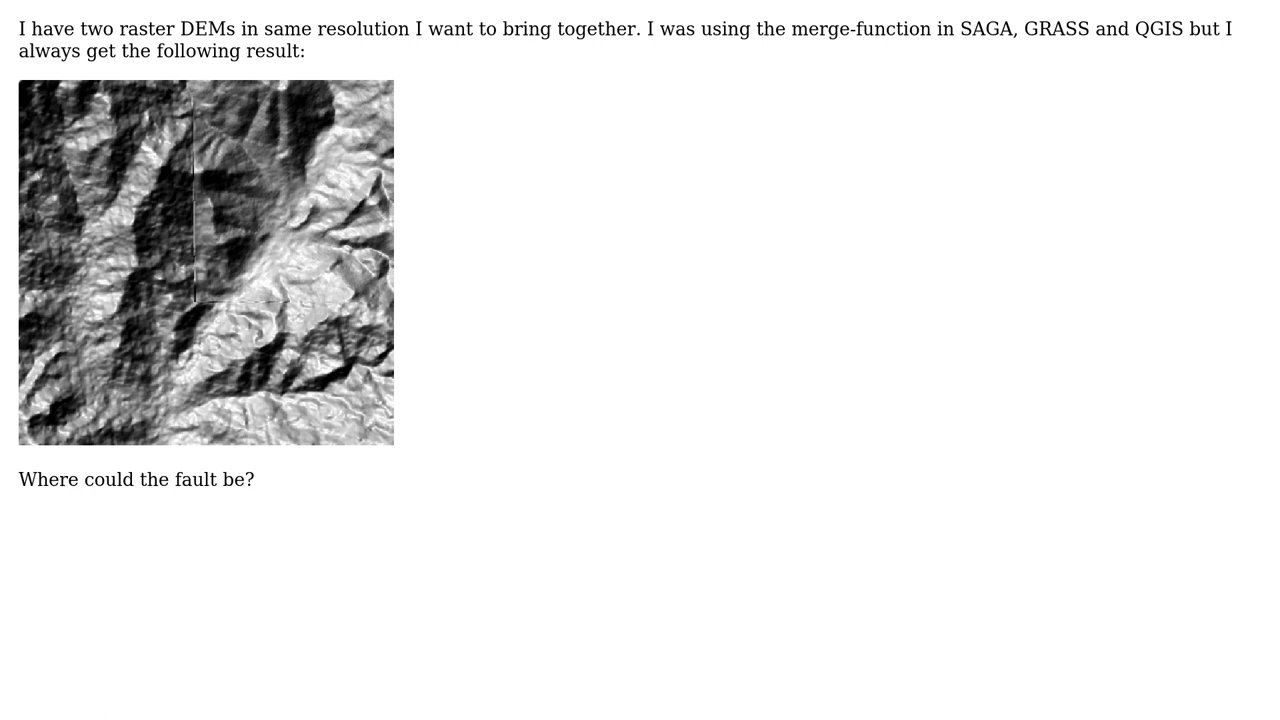 I have two raster DEMs in same resolution I want to bring together. I was using the merge-function in SAGA, GRASS and QGIS but I
always get the following result:
Where could the fault be?